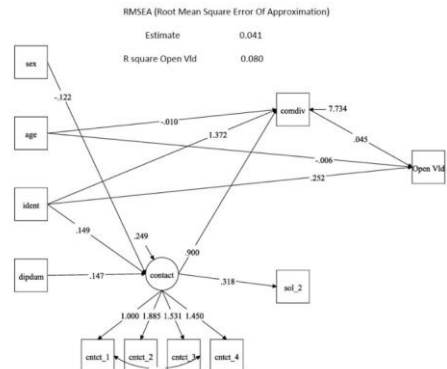 RMSEA (Root Mean Square Error Of Approximation)
Estimate 0.041
R square Open Vld 0.080
sex
-.122
comdiv
7.734
-.010
age
1.372
.045
-.006
Open Vld
.252
ident
.149
.249
.900
dipdum
.147
contact
.318
sol_2
1.000 1.885 1.531 1.450
cntct_1 cntct_2 cntct_3 cntct_4